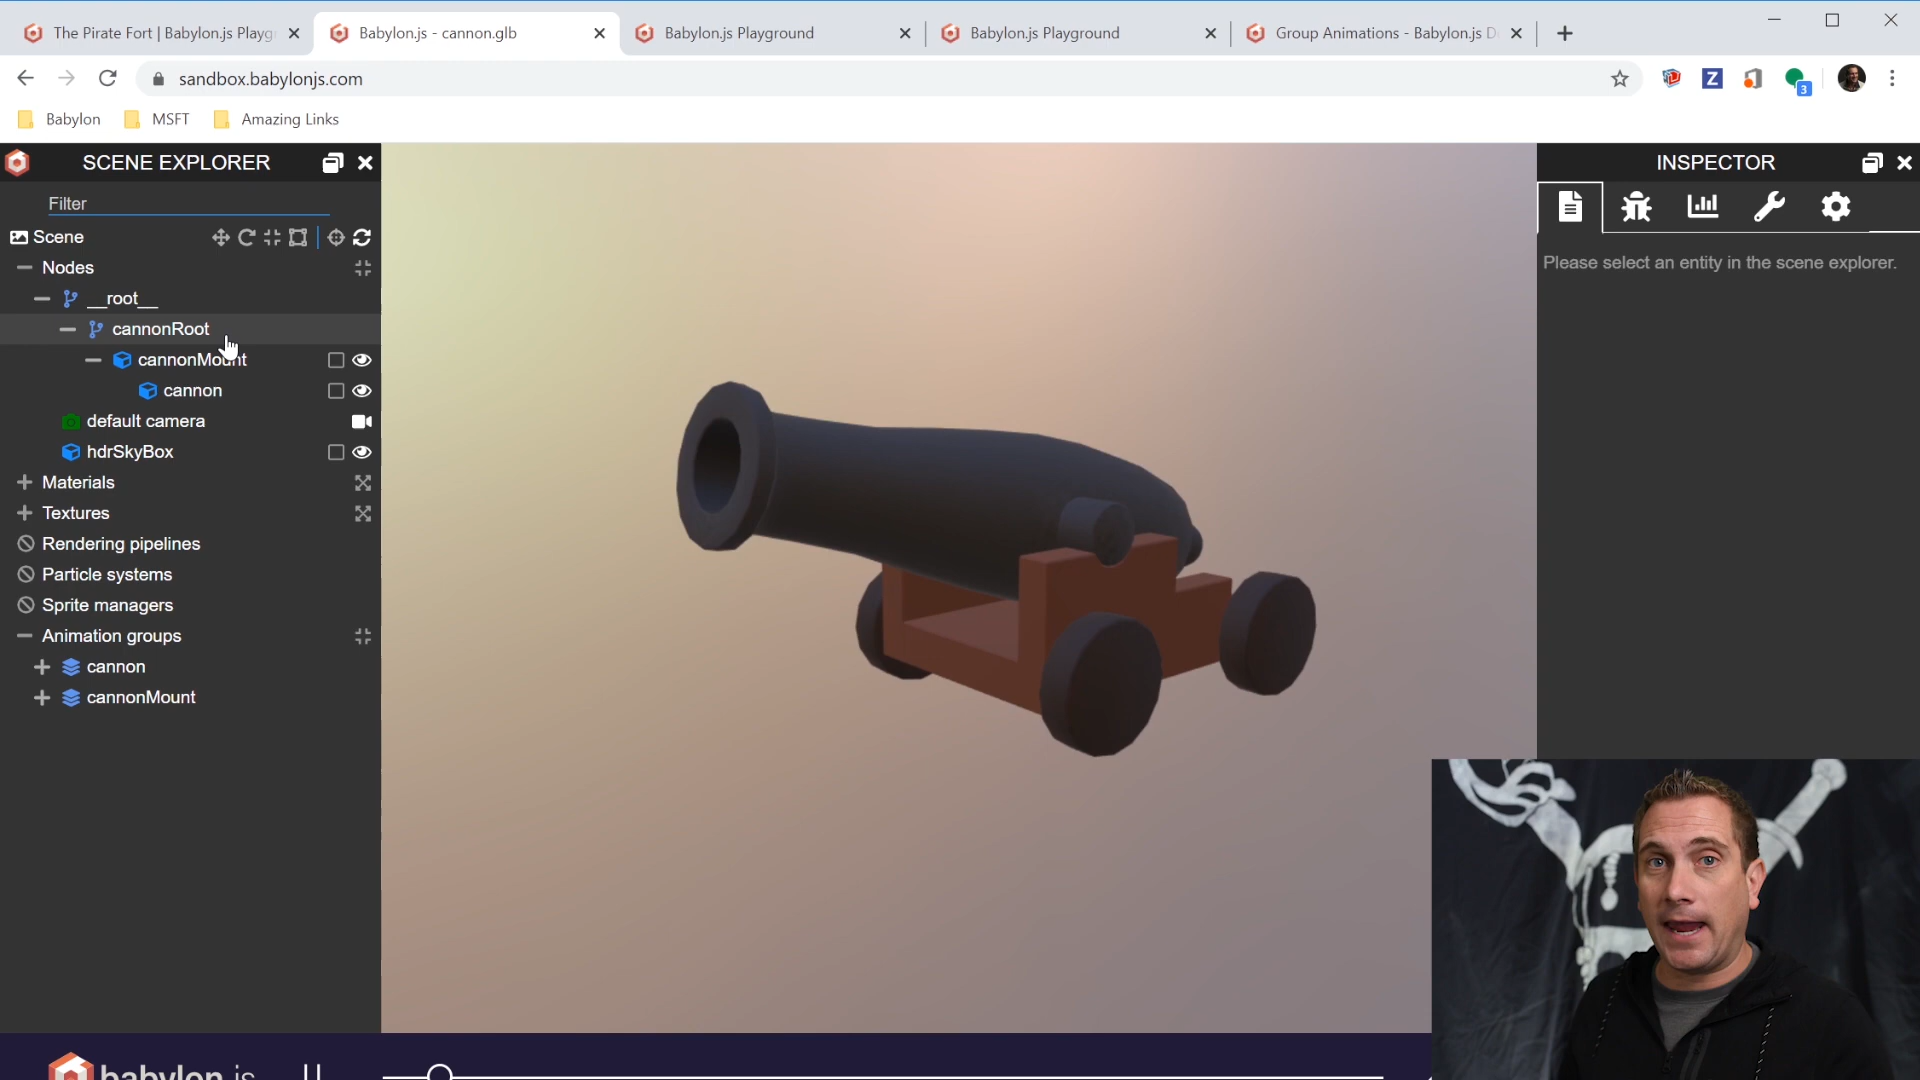 The Pirate Fort | Babylon.js Playg
Babylon.js - cannon.glb
Babylon.js Playground
Babylon.js Playground
Group Animations - Babylon.js D
sandbox.babylonjs.com
Z
3
Babylon
MSFT
Amazing Links
SCENE EXPLORER
INSPECTOR
Filter
Scene
Please select an entity in the scene explorer.
Nodes
__root__
cannonRoot
cannonMount
cannon
default camera
hdrSkyBox
Materials
Textures
Rendering pipelines
Particle systems
Sprite managers
Animation groups
cannon
cannonMount
babylon.js